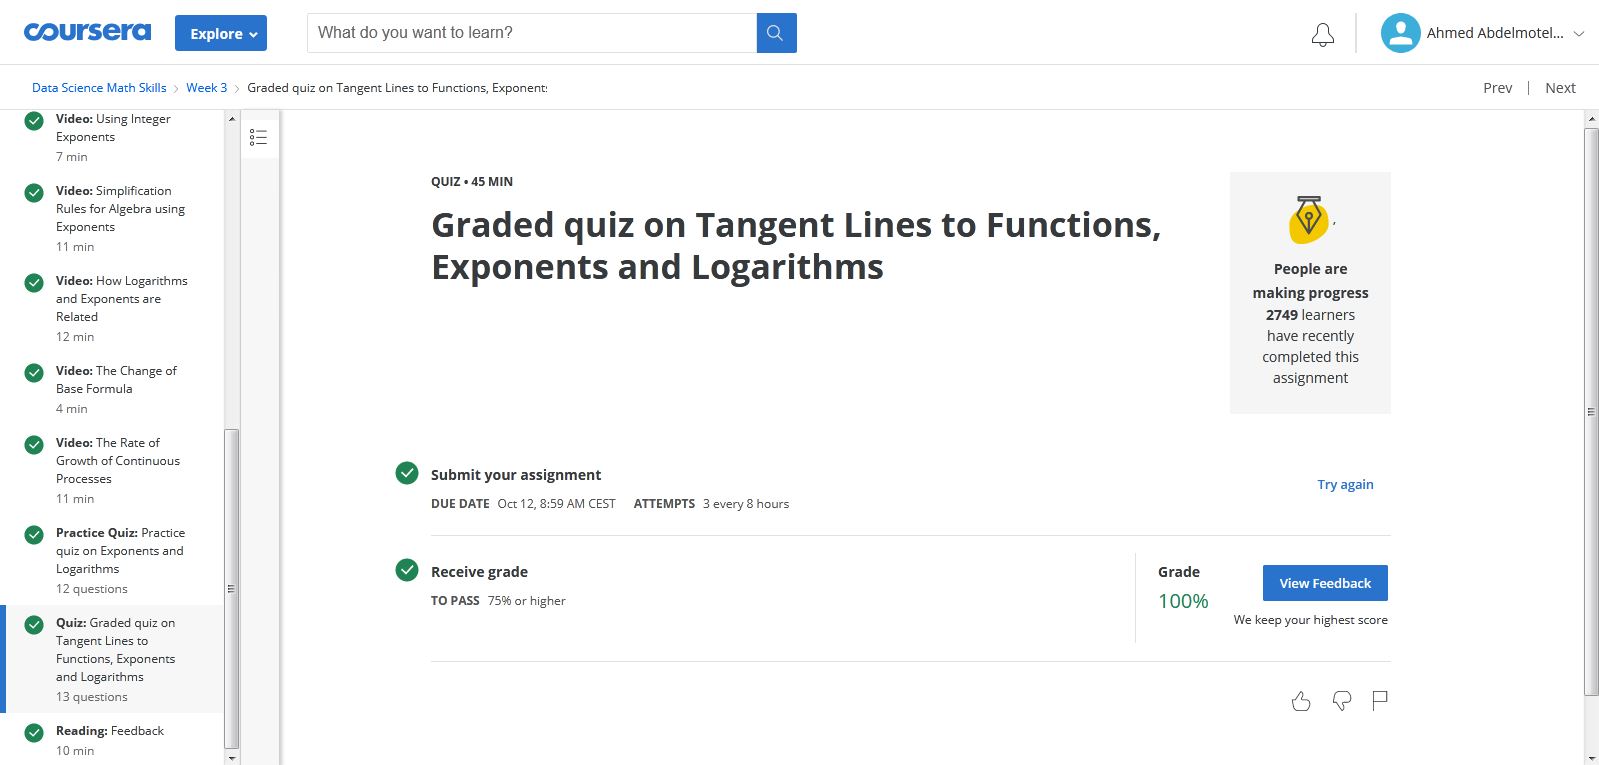 coursera
Explore
What do you want to learn?
Ahmed Abdelmotel...
Data Science Math Skills > Week 3 > Graded quiz on Tangent Lines to Functions, Exponents
Prev | Next
Video: Using Integer
Exponents
7 min
Video: Simplification
Rules for Algebra using
Exponents
11 min
Video: How Logarithms
and Exponents are
Related
12 min
Video: The Change of
Base Formula
4 min
Video: The Rate of
Growth of Continuous
Processes
11 min
Practice Quiz: Practice
quiz on Exponents and
Logarithms
12 questions
Quiz: Graded quiz on
Tangent Lines to
Functions, Exponents
and Logarithms
13 questions
Reading: Feedback
10 min
QUIZ • 45 MIN
Graded quiz on Tangent Lines to Functions,
Exponents and Logarithms
People are
making progress
2749 learners
have recently
completed this
assignment
Submit your assignment
DUE DATE Oct 12, 8:59 AM CEST ATTEMPTS 3 every 8 hours
Try again
Receive grade
TO PASS 75% or higher
Grade
100%
View Feedback
We keep your highest score